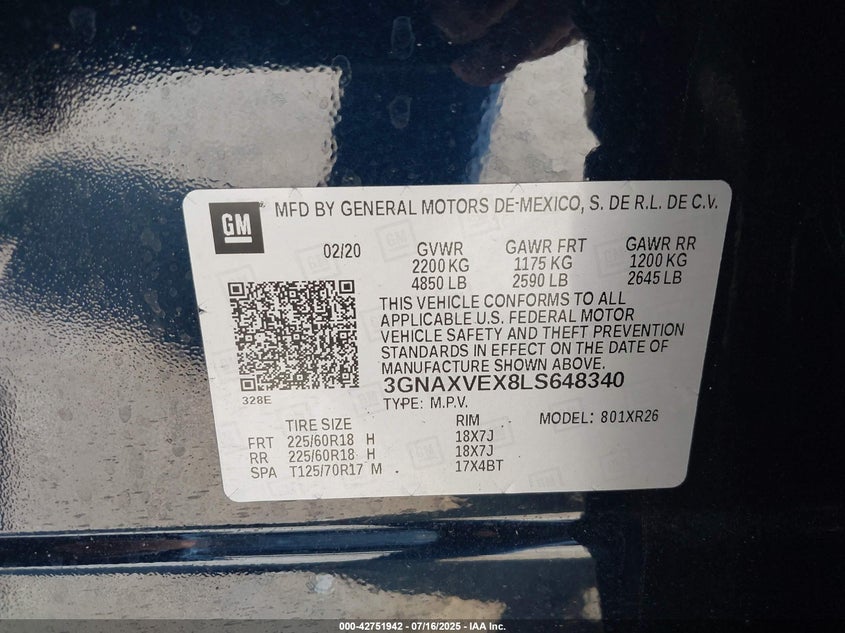 GM
MFD BY GENERAL MOTORS DE-MEXICO, S. DE R.L. DE C.V.
02/20 GVWR GAWR FRT GAWR RR
2200 KG 1175 KG 1200 KG
4850 LB 2590 LB 2645 LB
THIS VEHICLE CONFORMS TO ALL
APPLICABLE U.S. FEDERAL MOTOR
VEHICLE SAFETY AND THEFT PREVENTION
STANDARDS IN EFFECT ON THE DATE OF
MANUFACTURE SHOWN ABOVE.
3GNAXVEX8LS648340
328E
TYPE: M.P.V.
TIRE SIZE RIM MODEL: 801XR26
FRT 225/60R18 H 18X7J
RR 225/60R18 H 18X7J
SPA T125/70R17 M 17X4BT
000-42751942 / 07/16/2025 - IAA Inc.